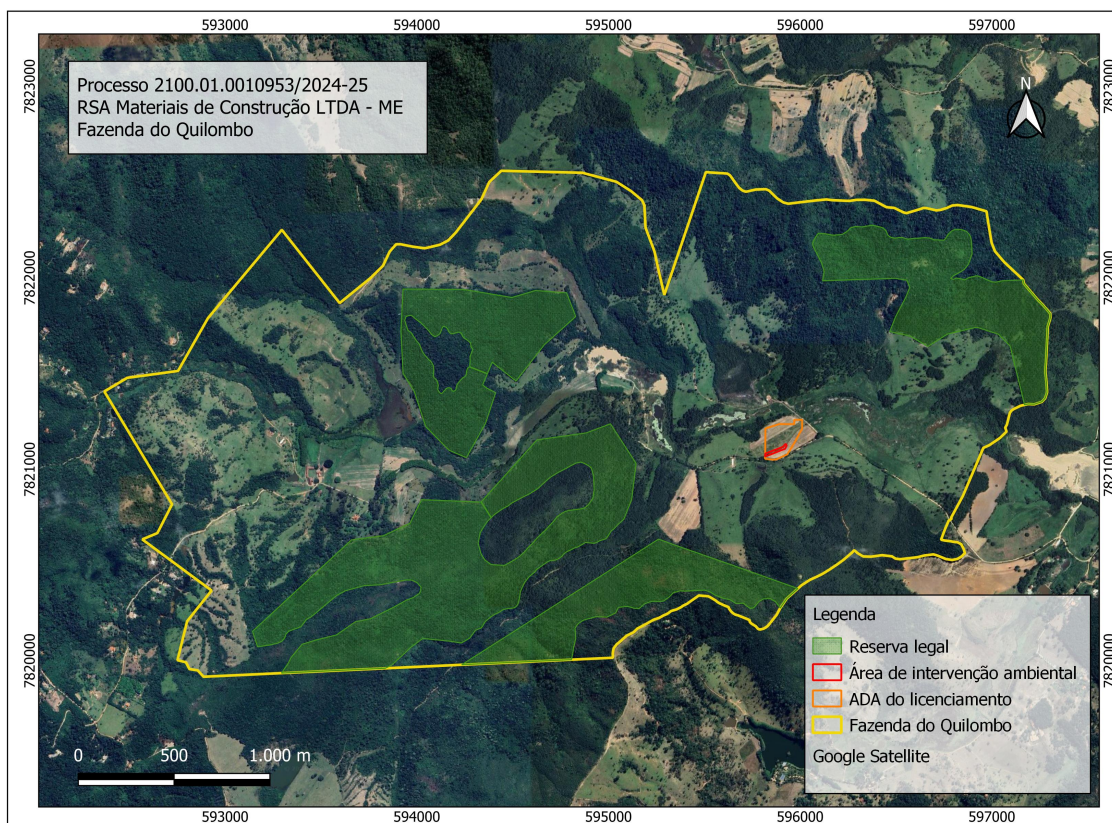 593000 594000 595000 596000 597000
7823000 7823000
Processo 2100.01.0010953/2024-25
RSA Materiais de Construção LTDA - ME
Fazenda do Quilombo
N
7822000 7822000
7821000 7821000
7820000 7820000
Legenda
Reserva legal
Área de intervenção ambiental
ADA do licenciamento
Fazenda do Quilombo
Google Satellite
0 500 1.000 m
593000 594000 595000 596000 597000